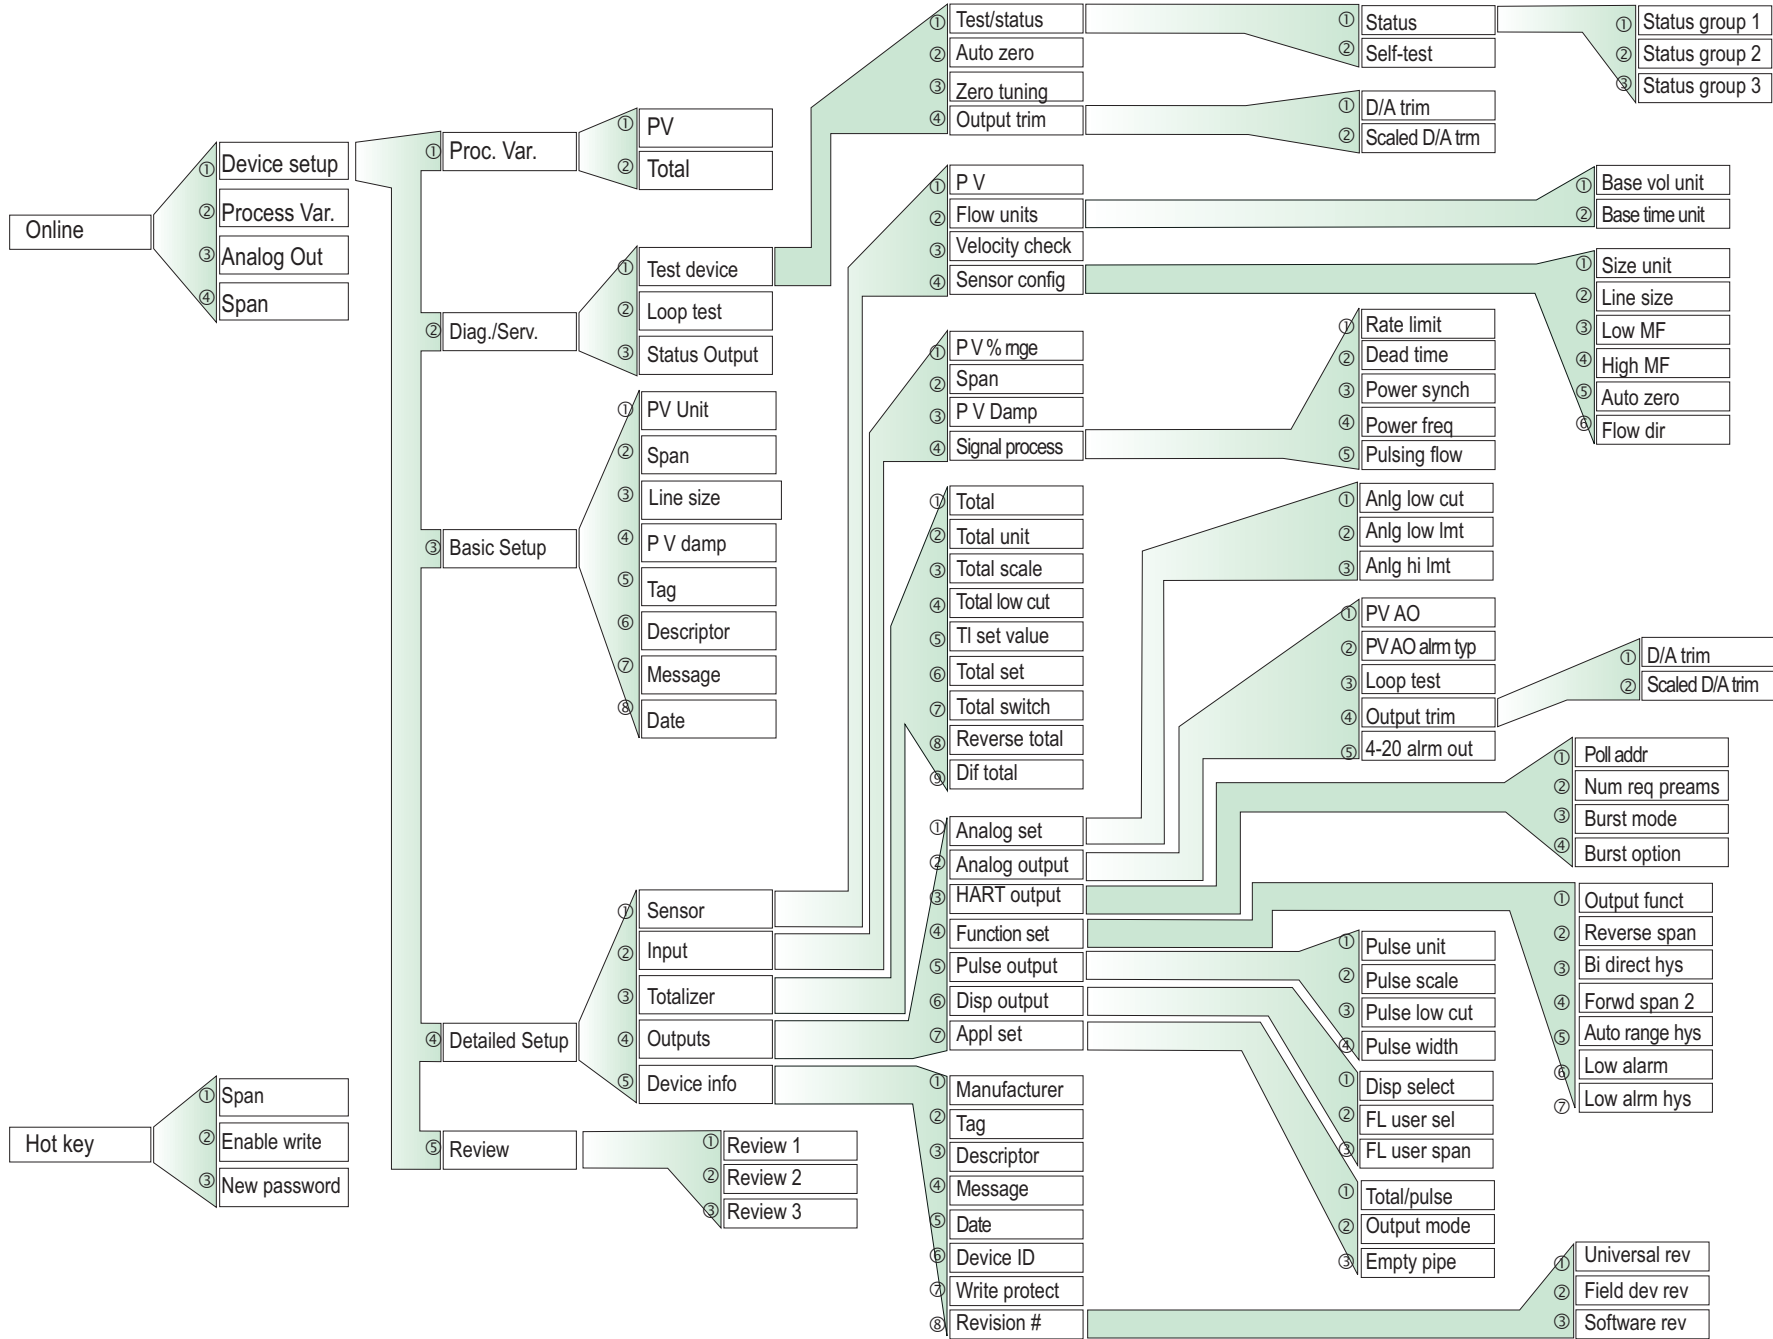 Online
① Device setup
② Process Var.
③ Analog Out
④ Span
Hot key
① Span
② Enable write
③ New password
① Proc. Var.
② Diag./Serv.
③ Basic Setup
④ Detailed Setup
⑤ Review
① PV
② Total
① Test device
② Loop test
③ Status Output
① PV Unit
② Span
③ Line size
④ P V damp
⑤ Tag
⑥ Descriptor
⑦ Message
⑧ Date
① Sensor
② Input
③ Totalizer
④ Outputs
⑤ Device info
① Review 1
② Review 2
③ Review 3
① Test/status
② Auto zero
③ Zero tuning
④ Output trim
① P V
② Flow units
③ Velocity check
④ Sensor config
① P V % rnge
② Span
③ P V Damp
④ Signal process
① Total
② Total unit
③ Total scale
④ Total low cut
⑤ Tl set value
⑥ Total set
⑦ Total switch
⑧ Reverse total
⑨ Dif total
① Analog set
② Analog output
③ HART output
④ Function set
⑤ Pulse output
⑥ Disp output
⑦ Appl set
① Manufacturer
② Tag
③ Descriptor
④ Message
⑤ Date
⑥ Device ID
⑦ Write protect
⑧ Revision #
① Status
② Self-test
① D/A trim
② Scaled D/A trm
① Rate limit
② Dead time
③ Power synch
④ Power freq
⑤ Pulsing flow
① Anlg low cut
② Anlg low lmt
③ Anlg hi lmt
① PV AO
② PV AO alrm typ
③ Loop test
④ Output trim
⑤ 4-20 alrm out
① Pulse unit
② Pulse scale
③ Pulse low cut
④ Pulse width
① Disp select
② FL user sel
③ FL user span
① Total/pulse
② Output mode
③ Empty pipe
① Status group 1
② Status group 2
③ Status group 3
① Base vol unit
② Base time unit
① Size unit
② Line size
③ Low MF
④ High MF
⑤ Auto zero
⑥ Flow dir
① D/A trim
② Scaled D/A trim
① Poll addr
② Num req preams
③ Burst mode
④ Burst option
① Output funct
② Reverse span
③ Bi direct hys
④ Forwd span 2
⑤ Auto range hys
⑥ Low alarm
⑦ Low alrm hys
① Universal rev
② Field dev rev
③ Software rev